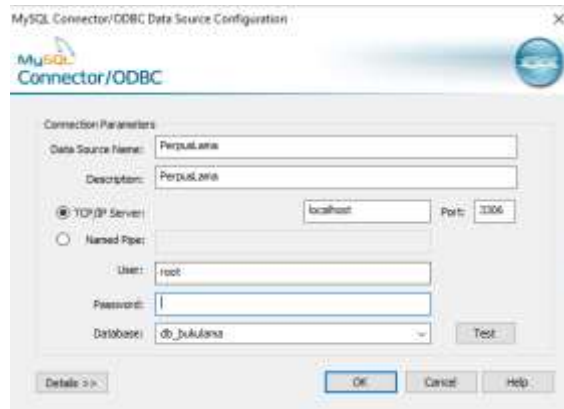 MySQL Connector/ODBC Data Source Configuration
MySQL
Connector/ODBC
Connection Parameters
Data Source Name: PerpusLama
Description: PerpusLama
TCP/IP Server: localhost Port: 3306
Named Pipe:
User: root
Password:
Database: db_bukulama Test
Details >> OK Cancel Help